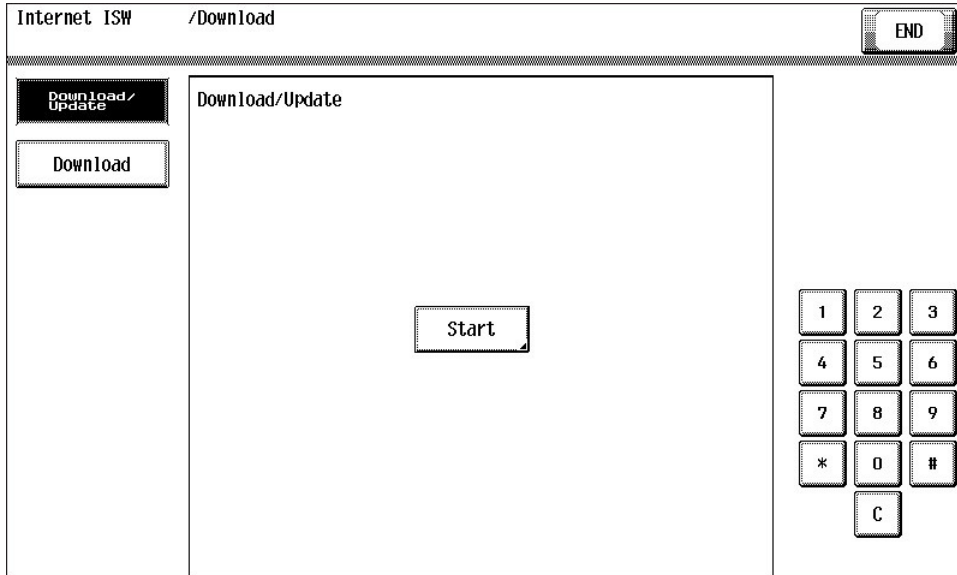 Internet ISW /Download
END
Download/
Update
Download/Update
Download
Start
1 2 3
4 5 6
7 8 9
* 0 #
C